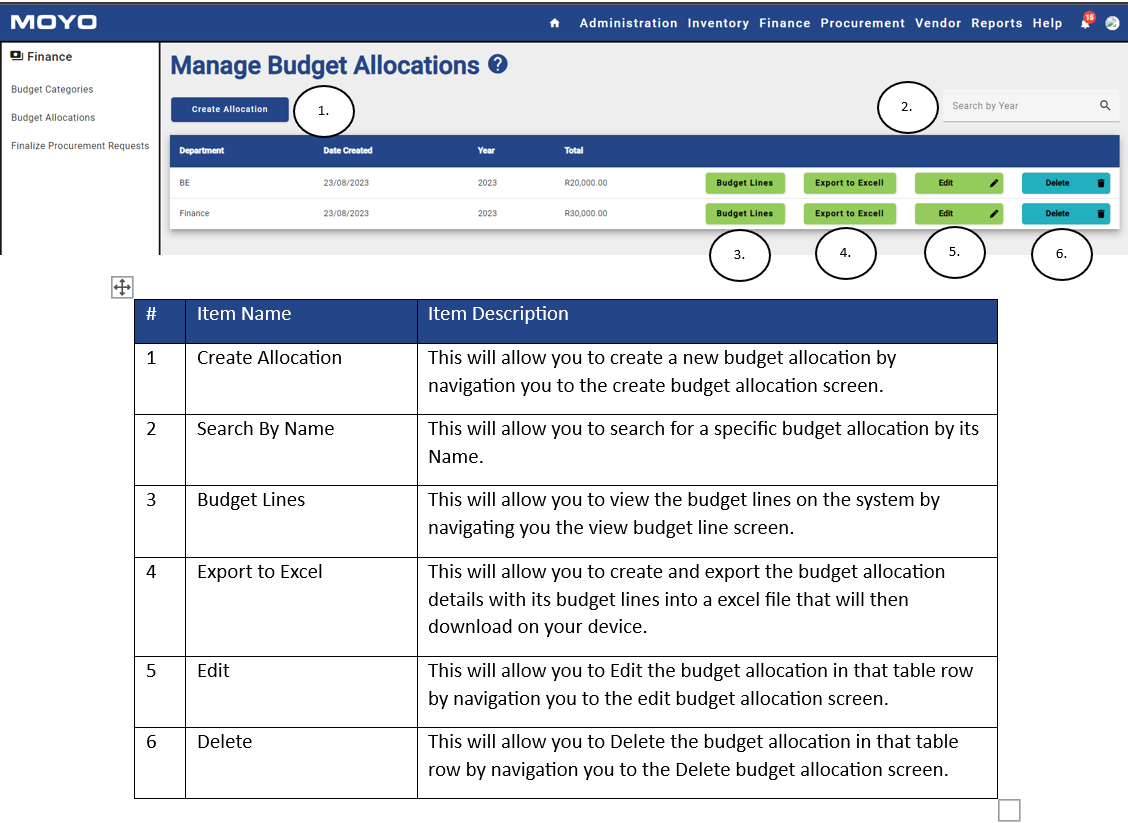 MOYO
Administration Inventory Finance Procurement Vendor Reports Help
15
Finance
Budget Categories
Budget Allocations
Finalize Procurement Requests
Manage Budget Allocations ?
Create Allocation
1.
2.
Search by Year
Department Date Created Year Total
BE 23/08/2023 2023 R20,000.00 Budget Lines Export to Excell Edit Delete
Finance 23/08/2023 2023 R30,000.00 Budget Lines Export to Excell Edit Delete
3. 4. 5. 6.
# Item Name Item Description
1 Create Allocation This will allow you to create a new budget allocation by
navigation you to the create budget allocation screen.
2 Search By Name This will allow you to search for a specific budget allocation by its
Name.
3 Budget Lines This will allow you to view the budget lines on the system by
navigating you the view budget line screen.
4 Export to Excel This will allow you to create and export the budget allocation
details with its budget lines into a excel file that will then
download on your device.
5 Edit This will allow you to Edit the budget allocation in that table row
by navigation you to the edit budget allocation screen.
6 Delete This will allow you to Delete the budget allocation in that table
row by navigation you to the Delete budget allocation screen.